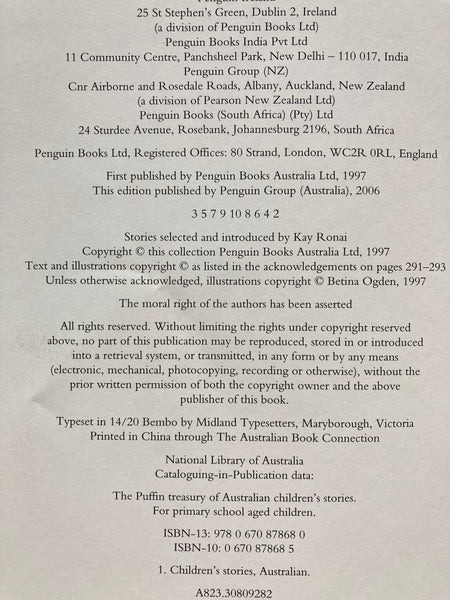 Penguin Ireland
25 St Stephen's Green, Dublin 2, Ireland
(a division of Penguin Books Ltd)
Penguin Books India Pvt Ltd
11 Community Centre, Panchsheel Park, New Delhi – 110 017, India
Penguin Group (NZ)
Cnr Airborne and Rosedale Roads, Albany, Auckland, New Zealand
(a division of Pearson New Zealand Ltd)
Penguin Books (South Africa) (Pty) Ltd
24 Sturdee Avenue, Rosebank, Johannesburg 2196, South Africa
Penguin Books Ltd, Registered Offices: 80 Strand, London, WC2R 0RL, England
First published by Penguin Books Australia Ltd, 1997
This edition published by Penguin Group (Australia), 2006
3 5 7 9 10 8 6 4 2
Stories selected and introduced by Kay Ronai
Copyright © this collection Penguin Books Australia Ltd, 1997
Text and illustrations copyright © as listed in the acknowledgements on pages 291–293
Unless otherwise acknowledged, illustrations copyright © Betina Ogden, 1997
The moral right of the authors has been asserted
All rights reserved. Without limiting the rights under copyright reserved
above, no part of this publication may be reproduced, stored in or introduced
into a retrieval system, or transmitted, in any form or by any means
(electronic, mechanical, photocopying, recording or otherwise), without the
prior written permission of both the copyright owner and the above
publisher of this book.
Typeset in 14/20 Bembo by Midland Typesetters, Maryborough, Victoria
Printed in China through The Australian Book Connection
National Library of Australia
Cataloguing-in-Publication data:
The Puffin treasury of Australian children's stories.
For primary school aged children.
ISBN-13: 978 0 670 87868 0
ISBN-10: 0 670 87868 5
1. Children's stories, Australian.
A823.30809282